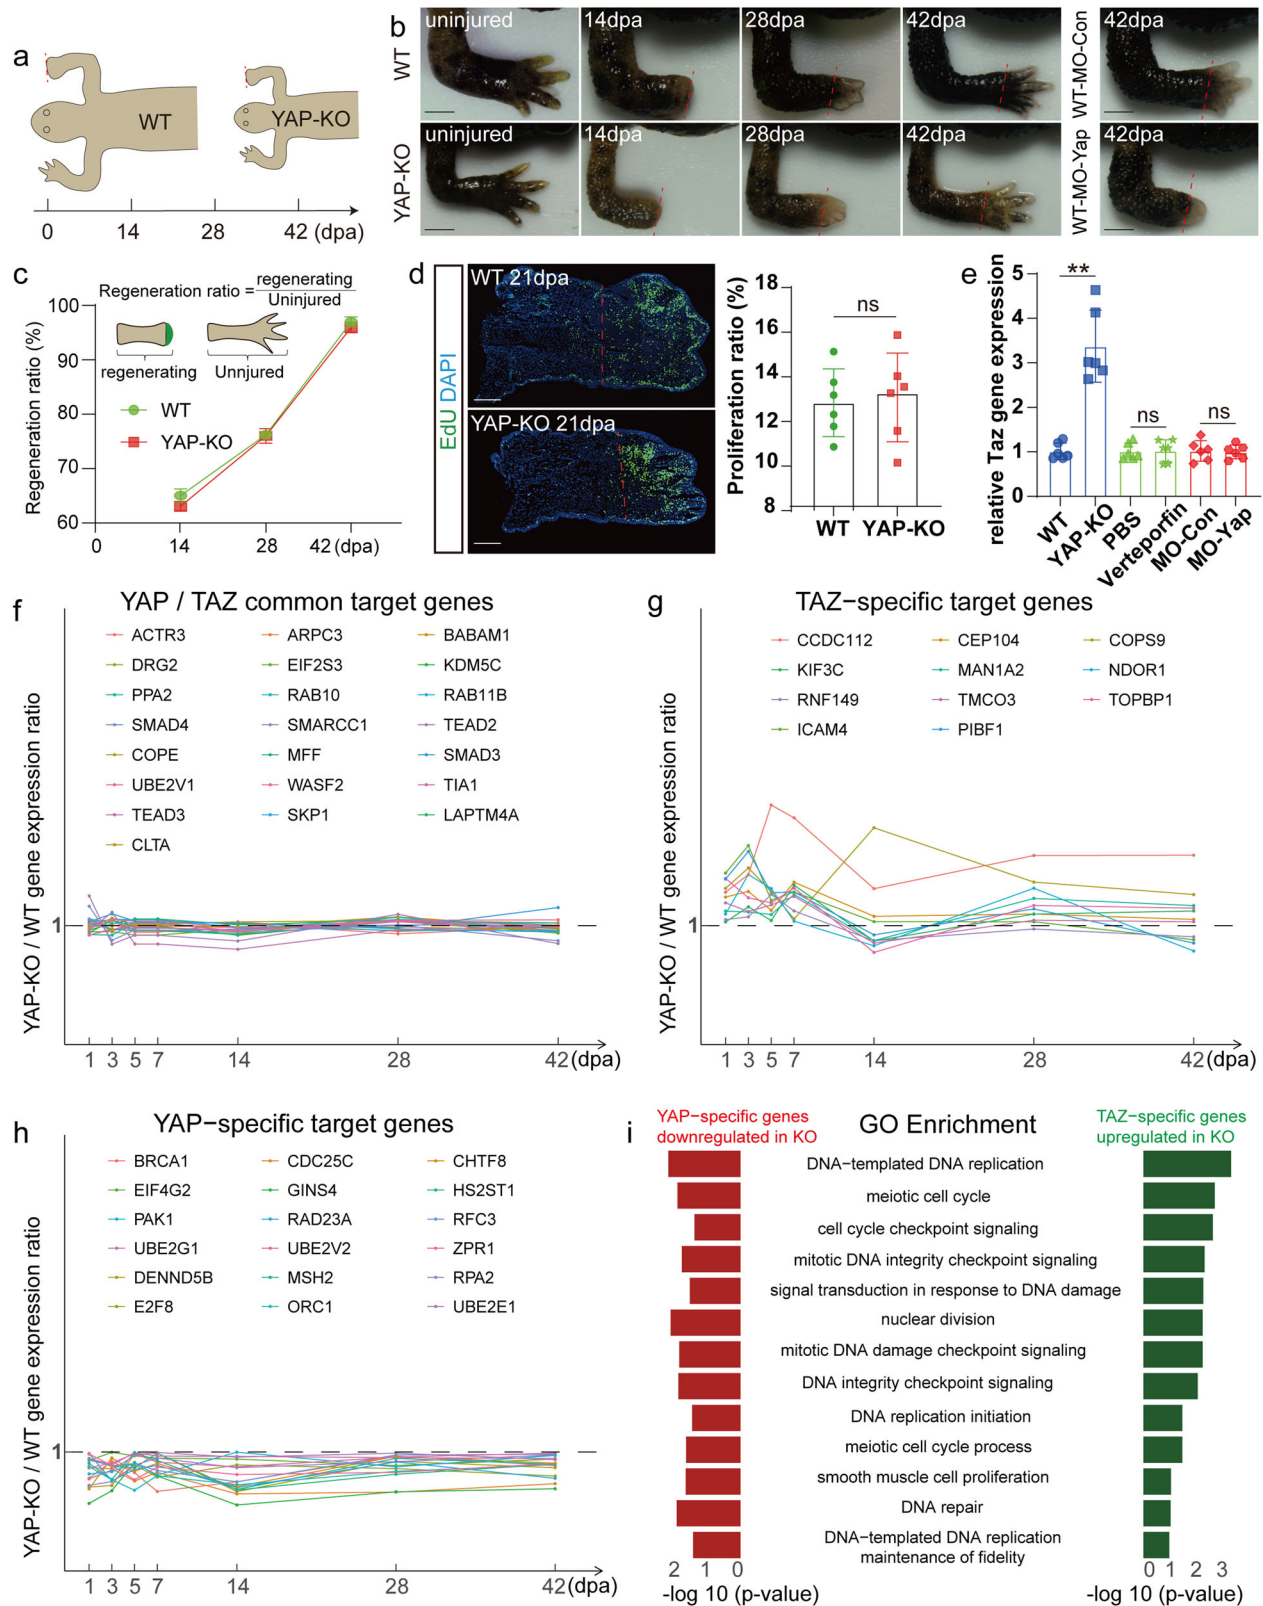 a
WT
YAP-KO
0 14 28 42 (dpa)
b
WT
uninjured
14dpa
28dpa
42dpa
WT-MO-Con
42dpa
YAP-KO
uninjured
14dpa
28dpa
42dpa
WT-MO-Yap
42dpa
c
Regeneration ratio (%)
100
90
80
70
60
Regeneration ratio = regenerating
Uninjured
regenerating
Unnjured
WT
YAP-KO
0 14 28 42 (dpa)
d
EdU DAPI
WT 21dpa
YAP-KO 21dpa
Proliferation ratio (%)
18
16
14
12
10
8
ns
WT YAP-KO
e
relative Taz gene expression
5
4
3
2
1
0
**
ns
ns
WT
YAP-KO
PBS
Verteporfin
MO-Con
MO-Yap
f
YAP / TAZ common target genes
ACTR3 ARPC3 BABAM1
DRG2 EIF2S3 KDM5C
PPA2 RAB10 RAB11B
SMAD4 SMARCC1 TEAD2
COPE MFF SMAD3
UBE2V1 WASF2 TIA1
TEAD3 SKP1 LAPTM4A
CLTA
YAP-KO / WT gene expression ratio
1
1 3 5 7 14 28 42 (dpa)
g
TAZ−specific target genes
CCDC112 CEP104 COPS9
KIF3C MAN1A2 NDOR1
RNF149 TMCO3 TOPBP1
ICAM4 PIBF1
YAP-KO / WT gene expression ratio
1
1 3 5 7 14 28 42 (dpa)
h
YAP−specific target genes
BRCA1 CDC25C CHTF8
EIF4G2 GINS4 HS2ST1
PAK1 RAD23A RFC3
UBE2G1 UBE2V2 ZPR1
DENND5B MSH2 RPA2
E2F8 ORC1 UBE2E1
YAP-KO / WT gene expression ratio
1
1 3 5 7 14 28 42 (dpa)
i
YAP−specific genes
downregulated in KO
GO Enrichment
TAZ−specific genes
upregulated in KO
DNA−templated DNA replication
meiotic cell cycle
cell cycle checkpoint signaling
mitotic DNA integrity checkpoint signaling
signal transduction in response to DNA damage
nuclear division
mitotic DNA damage checkpoint signaling
DNA integrity checkpoint signaling
DNA replication initiation
meiotic cell cycle process
smooth muscle cell proliferation
DNA repair
DNA−templated DNA replication
maintenance of fidelity
2 1 0
-log 10 (p-value)
0 1 2 3
-log 10 (p-value)